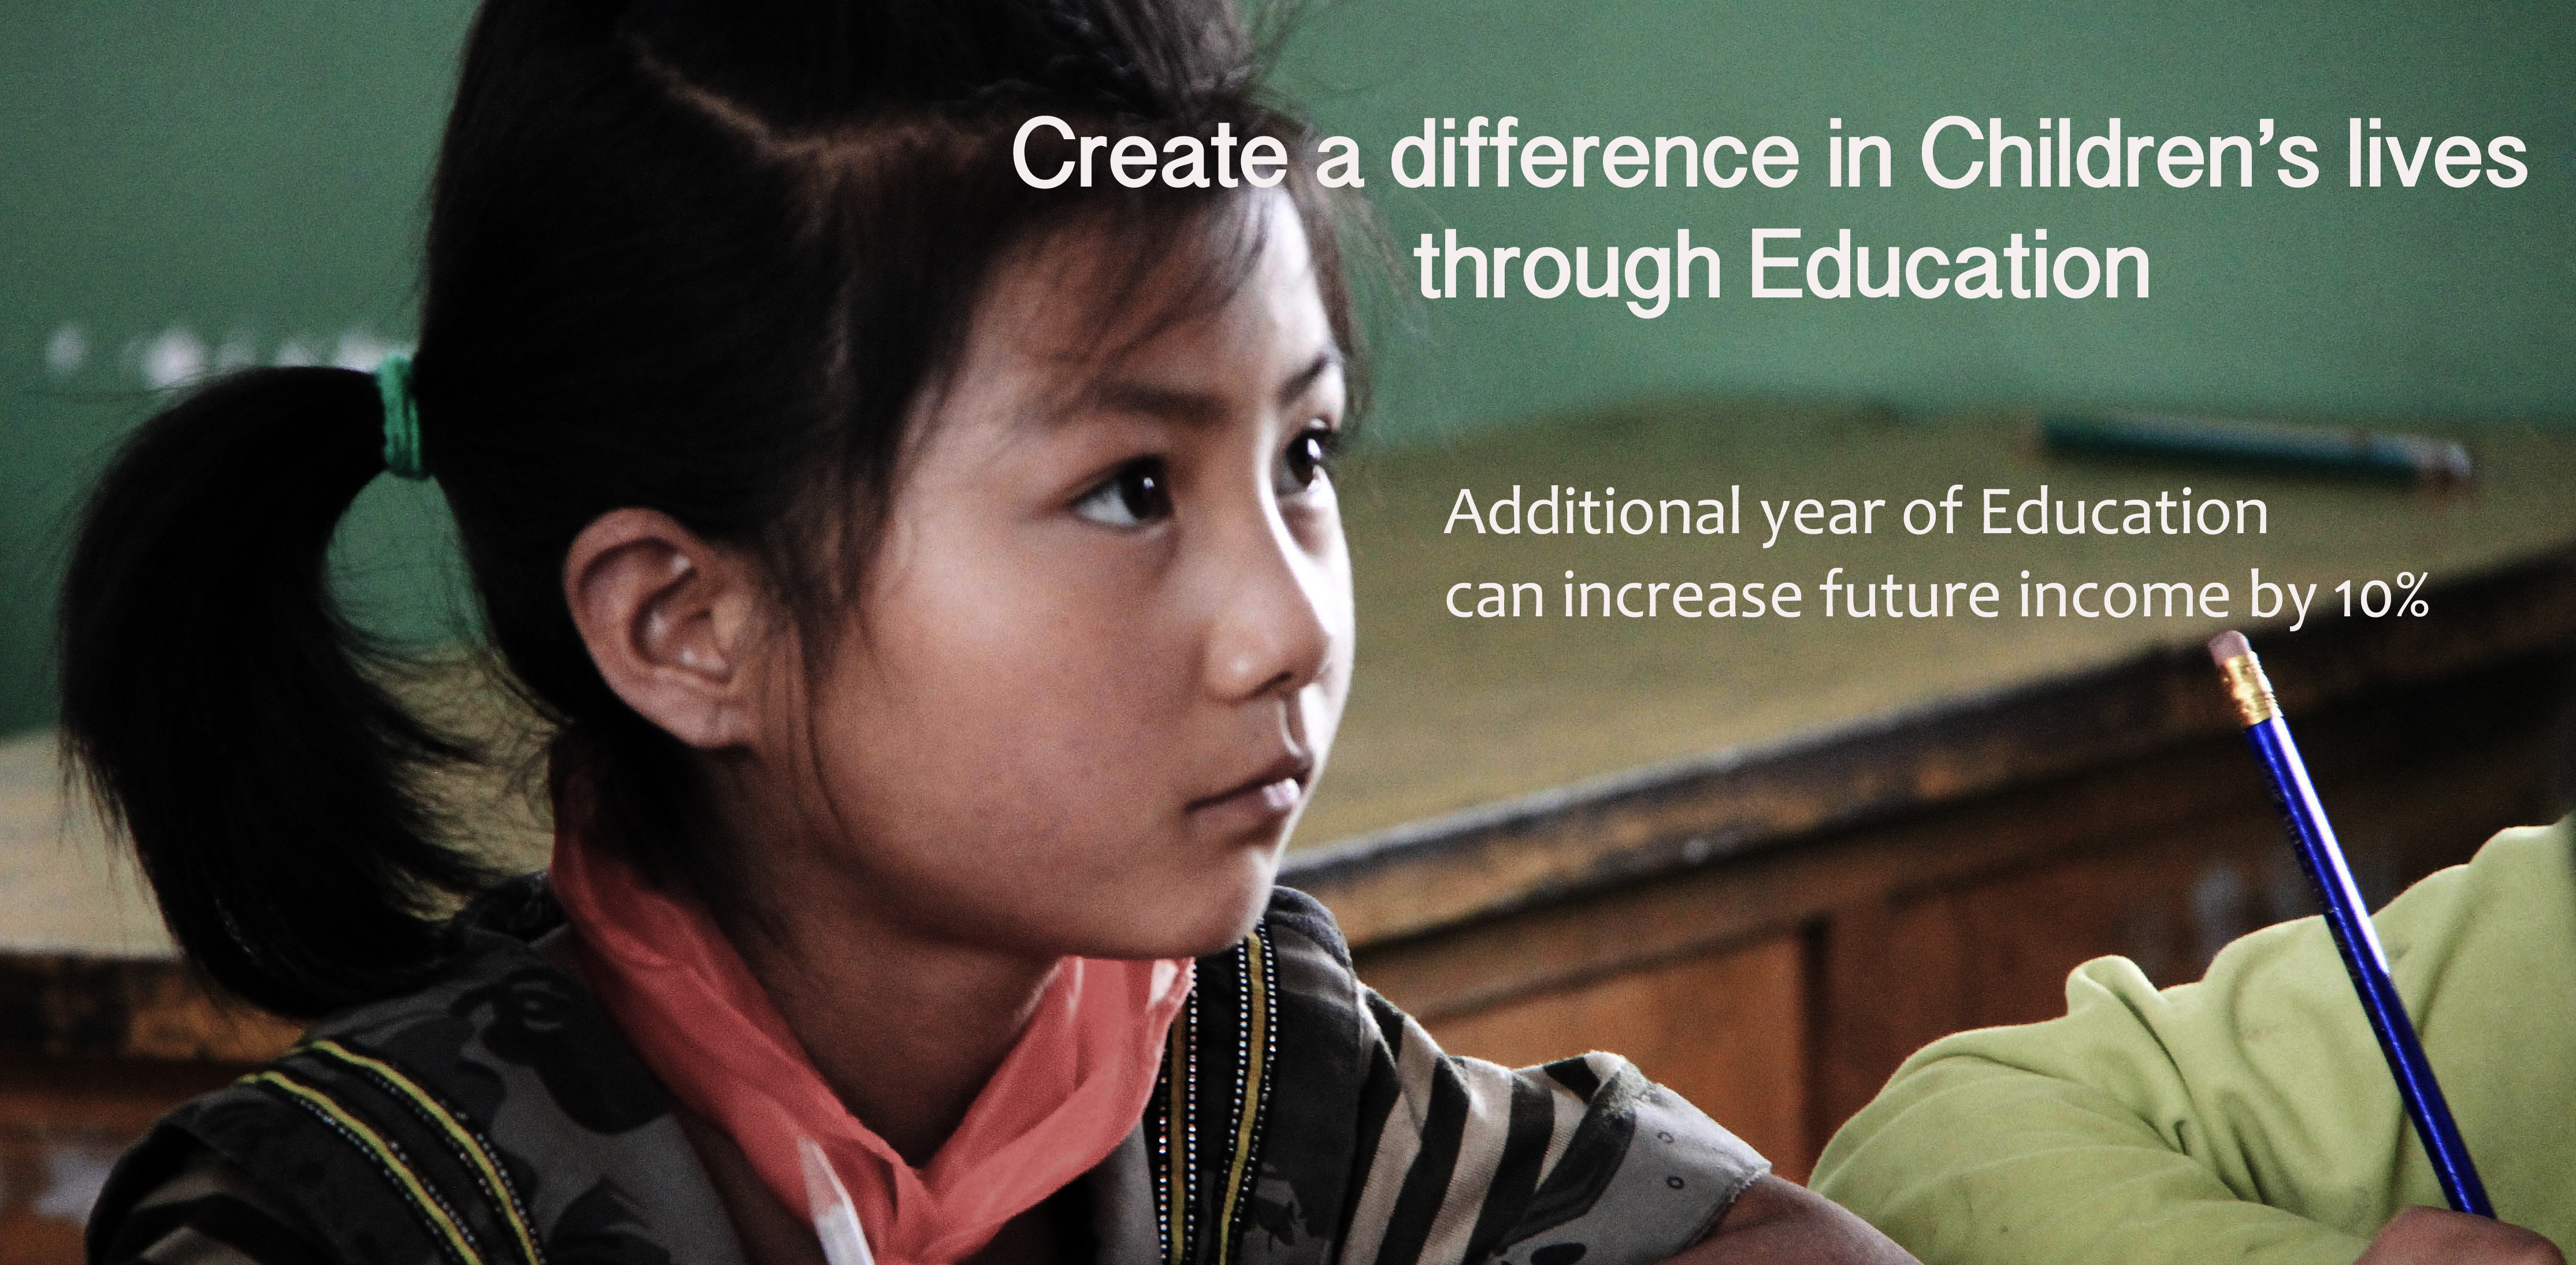 Create a difference in Children’s lives
through Education
Additional year of Education
can increase future income by 10%